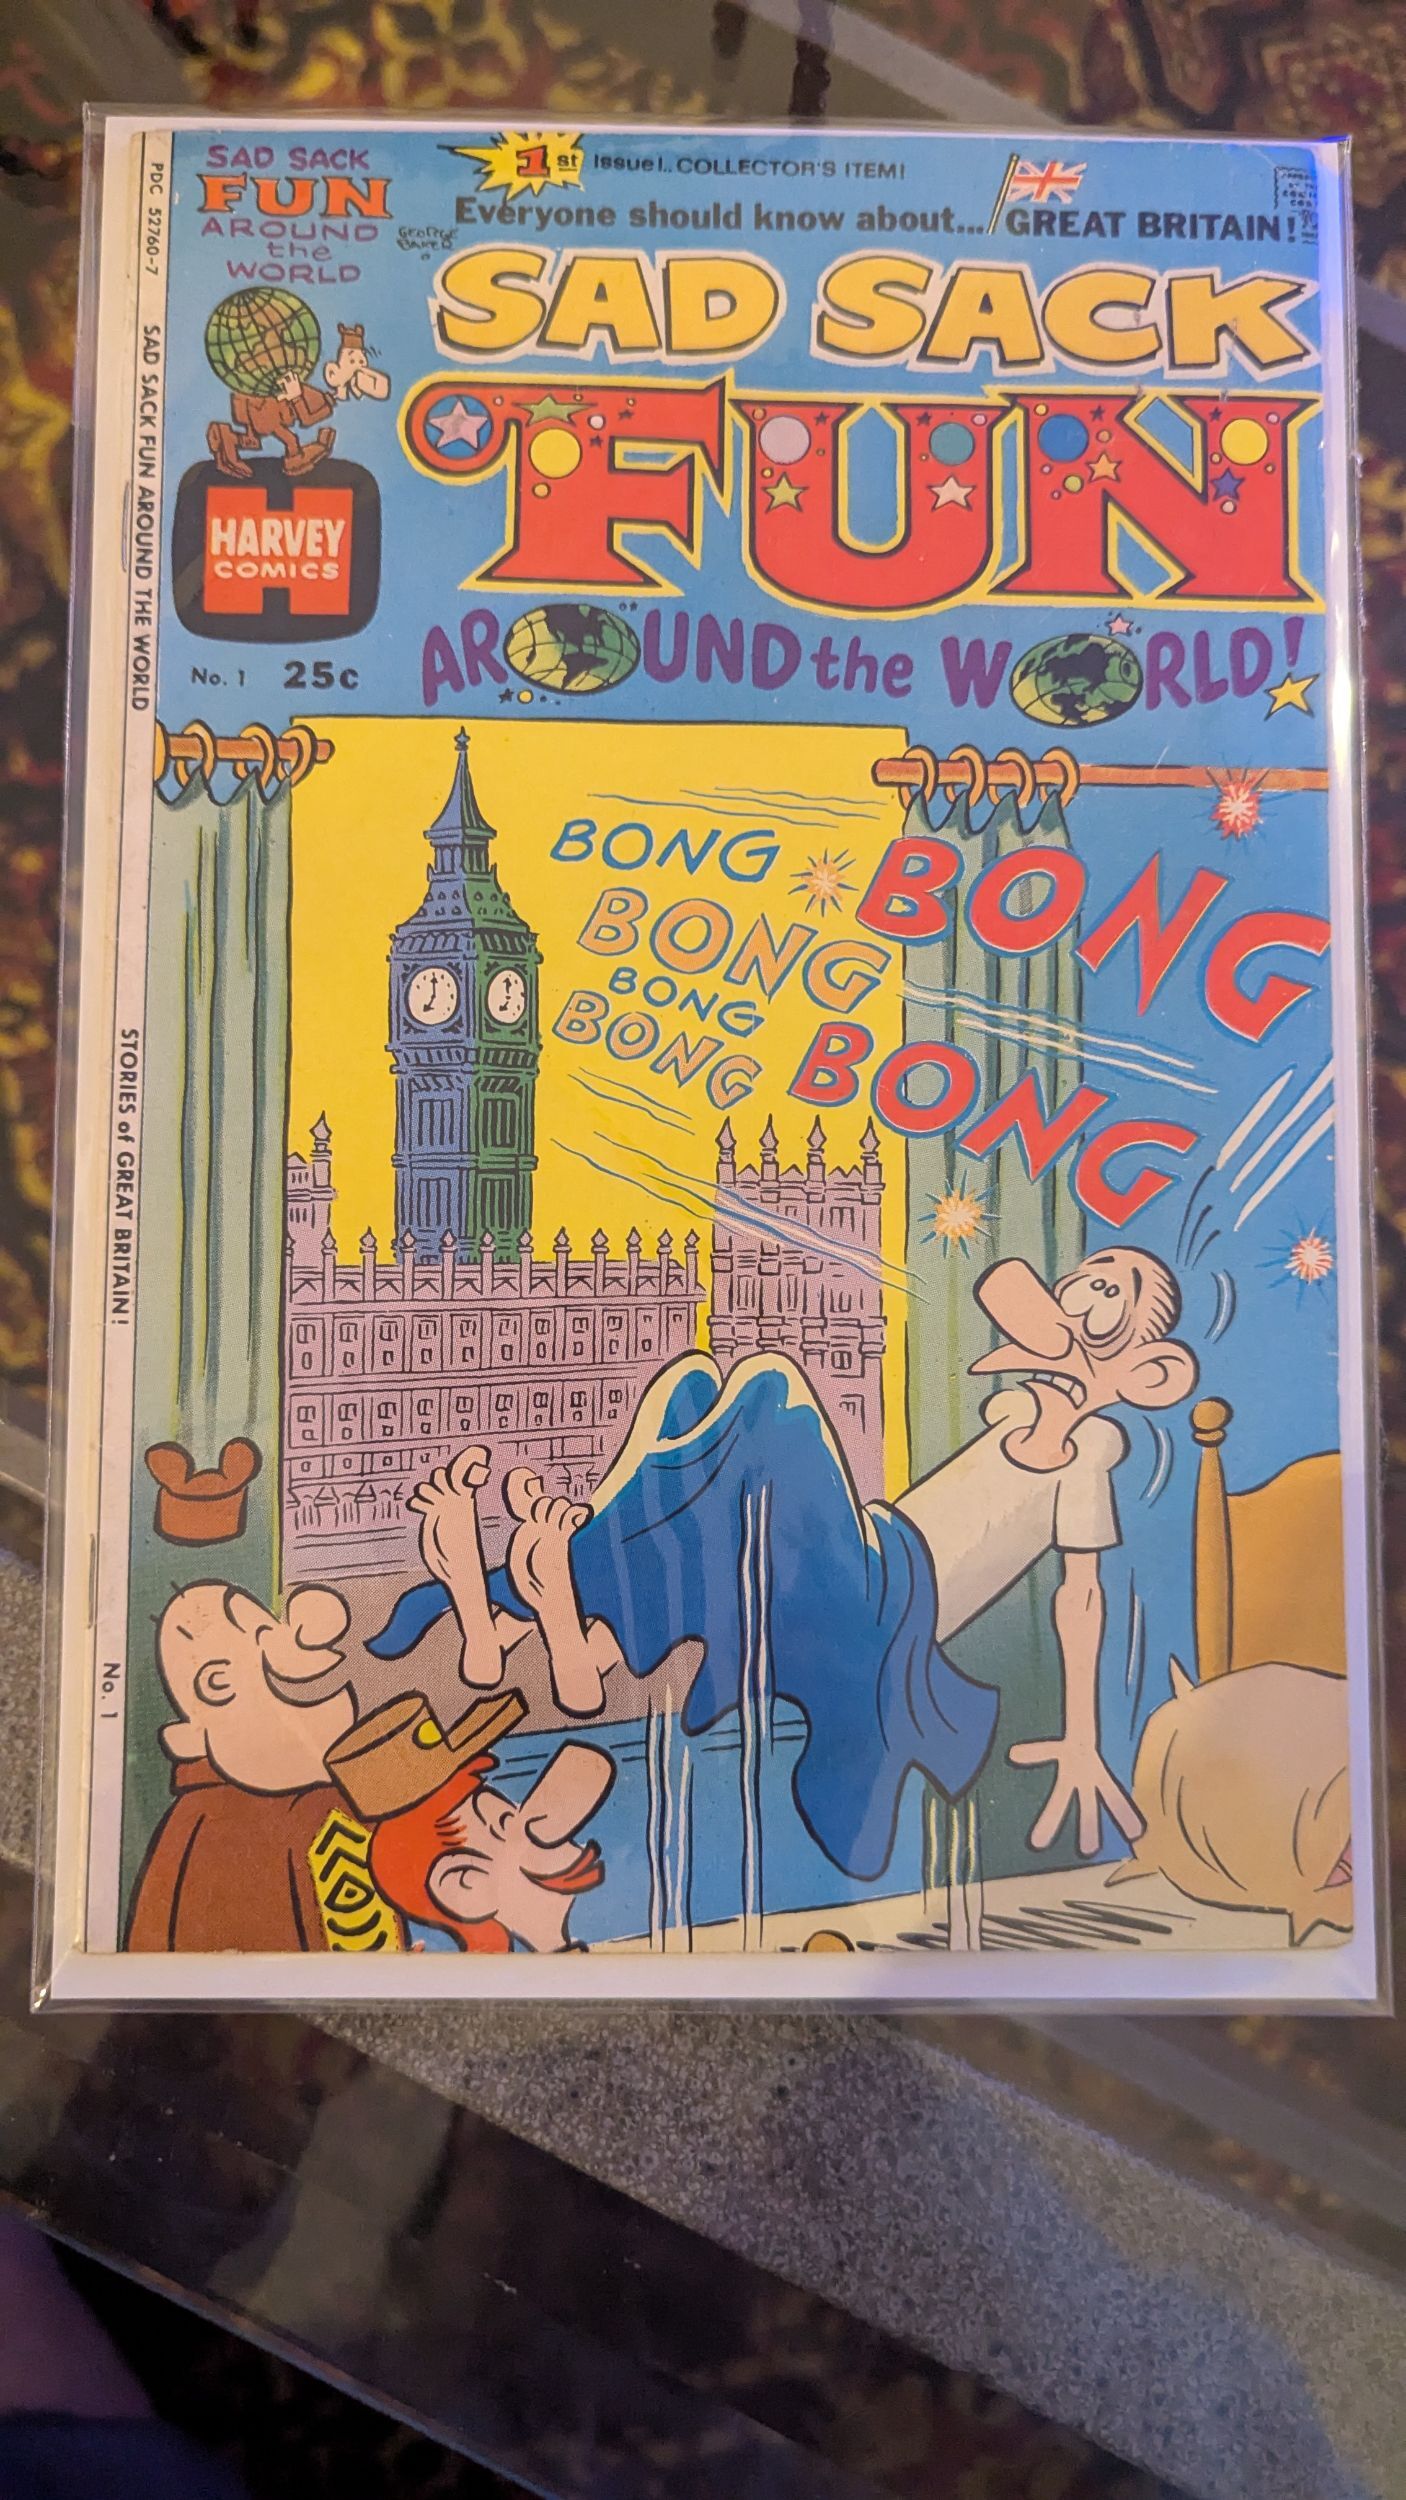 PDC 52760-7
SAD SACK FUN AROUND THE WORLD
STORIES of GREAT BRITAIN!
No. 1
SAD SACK
FUN
AROUND
the
WORLD
HARVEY
COMICS
No. 1 25c
1st Issue!.. COLLECTOR'S ITEM!
Everyone should know about... GREAT BRITAIN!
GEORGE
BAKER
SAD SACK
FUN
AROUND the WORLD!
BONG
BONG
BONG
BONG
BONG
BONG